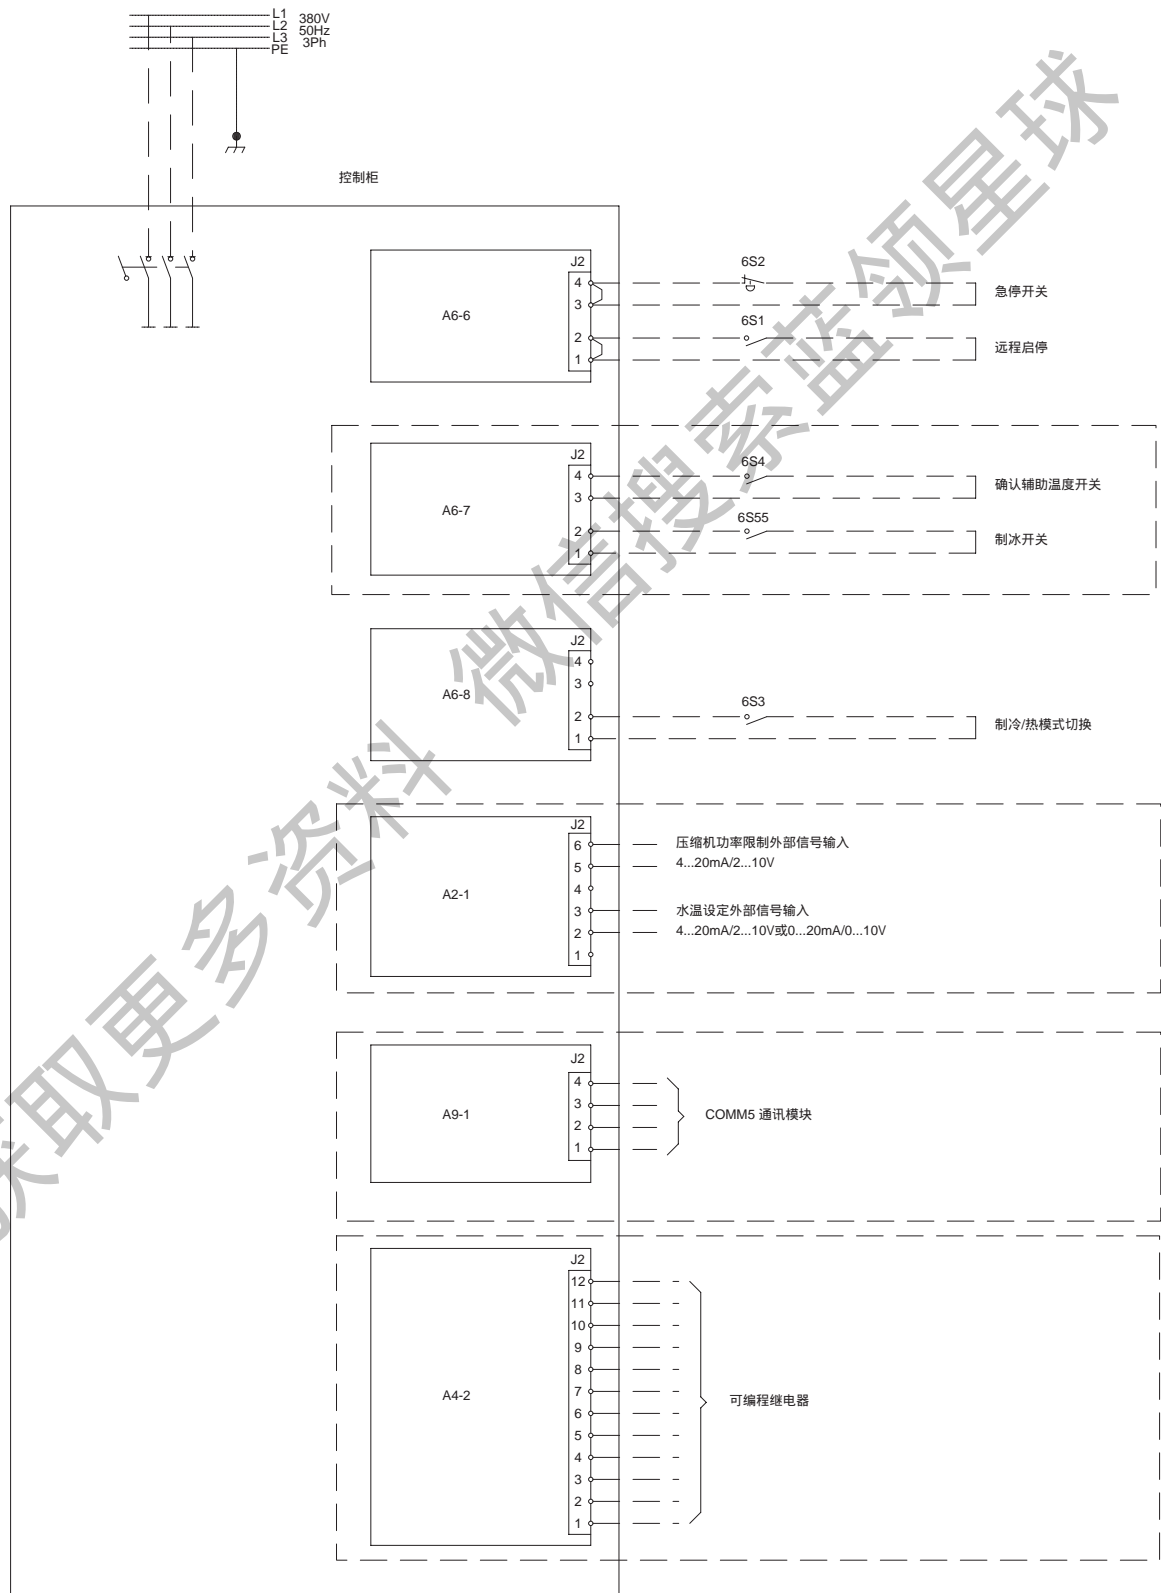 L1
L2
L3
PE
380V
50Hz
3Ph
控制柜
A6-6
J2
4
3
2
1
6S2
急停开关
6S1
远程启停
A6-7
J2
4
3
2
1
6S4
确认辅助温度开关
6S55
制冰开关
A6-8
J2
4
3
2
1
6S3
制冷/热模式切换
A2-1
J2
6
5
4
3
2
1
压缩机功率限制外部信号输入
4...20mA/2...10V
水温设定外部信号输入
4...20mA/2...10V或0...20mA/0...10V
A9-1
J2
4
3
2
1
COMM5 通讯模块
A4-2
J2
12
11
10
9
8
7
6
5
4
3
2
1
可编程继电器
获取更多资料 微信搜索蓝领星球